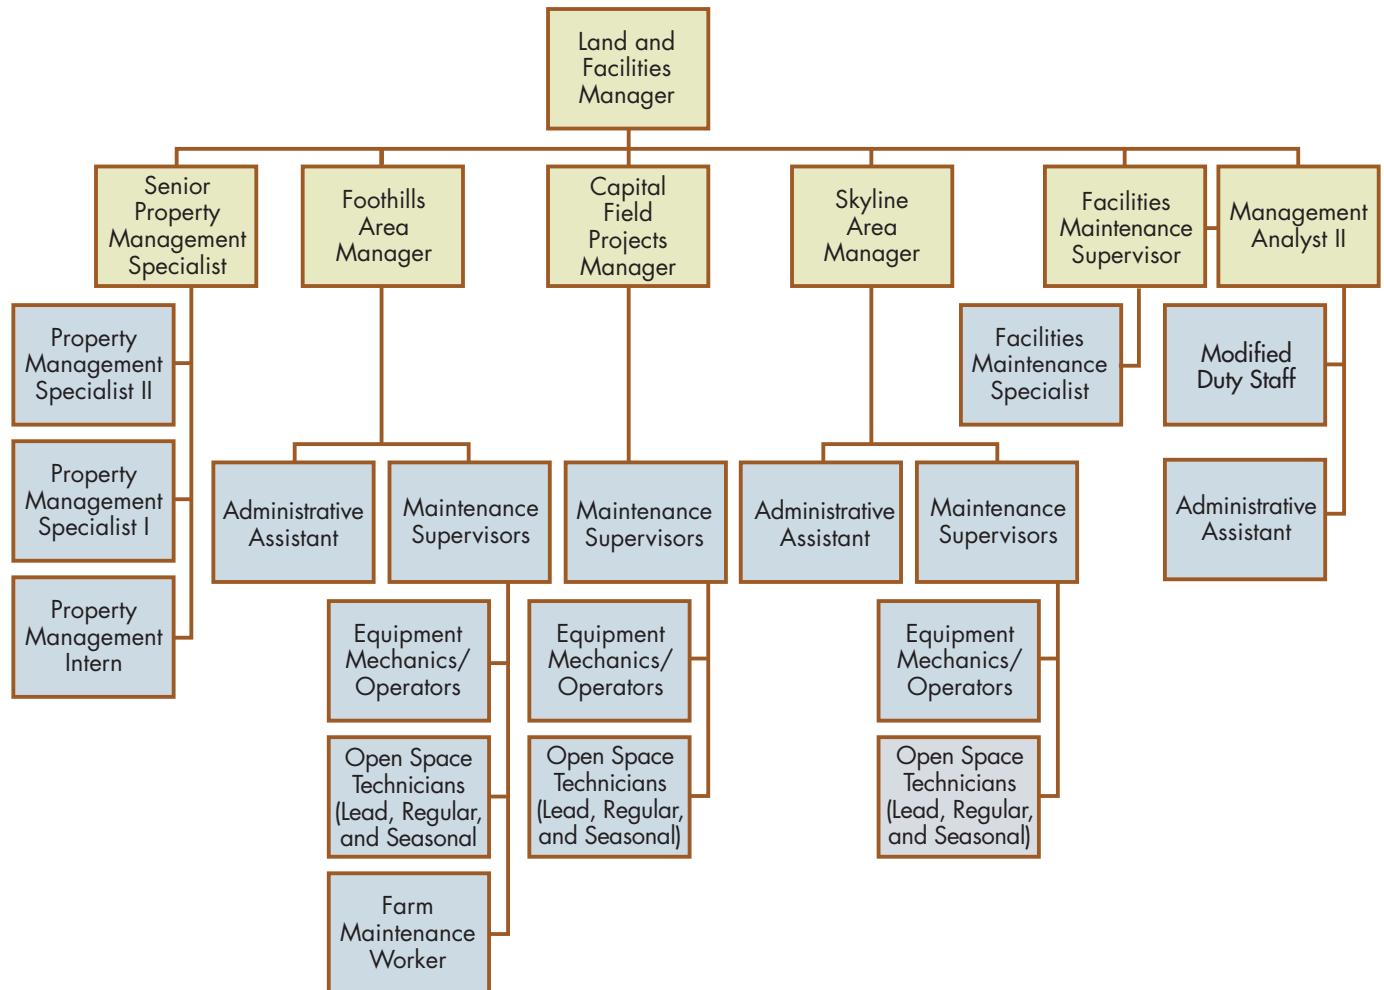 Land and
Facilities
Manager
Senior
Property
Management
Specialist
Foothills
Area
Manager
Capital
Field
Projects
Manager
Skyline
Area
Manager
Facilities
Maintenance
Supervisor
Management
Analyst II
Property
Management
Specialist II
Facilities
Maintenance
Specialist
Modified
Duty Staff
Property
Management
Specialist I
Administrative
Assistant
Maintenance
Supervisors
Maintenance
Supervisors
Administrative
Assistant
Maintenance
Supervisors
Administrative
Assistant
Property
Management
Intern
Equipment
Mechanics/
Operators
Equipment
Mechanics/
Operators
Equipment
Mechanics/
Operators
Open Space
Technicians
(Lead, Regular,
and Seasonal
Open Space
Technicians
(Lead, Regular,
and Seasonal)
Open Space
Technicians
(Lead, Regular,
and Seasonal)
Farm
Maintenance
Worker